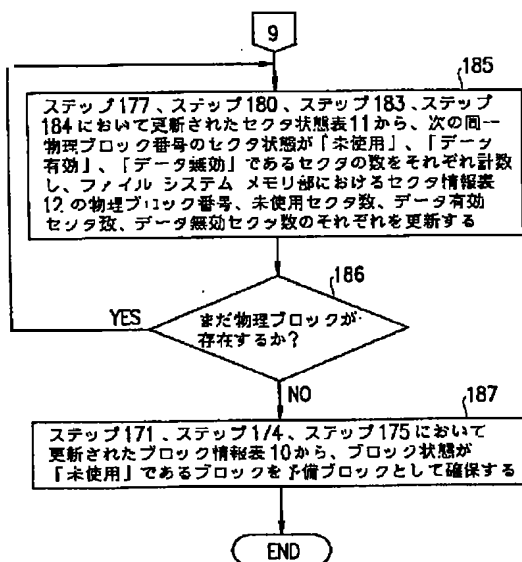 9
185
ステップ177、ステップ180、ステップ183、ステップ
184において更新されたセクタ状態表11から、次の同一
物理ブロック番号のセクタ状態が「未使用」、「データ
有効」、「データ無効」であるセクタの数をそれぞれ計数
し、ファイル システム メモリ部におけるセクタ情報表
12の物理ブロック番号、未使用セクタ数、データ有効
セクタ数、データ無効セクタ数のそれぞれを更新する
186
YES
まだ物理ブロックが
存在するか?
NO
187
ステップ171、ステップ1/4、ステップ175において
更新されたブロック情報表10から、ブロック状態が
「未使用」であるブロックを予備ブロックとして確保する
END